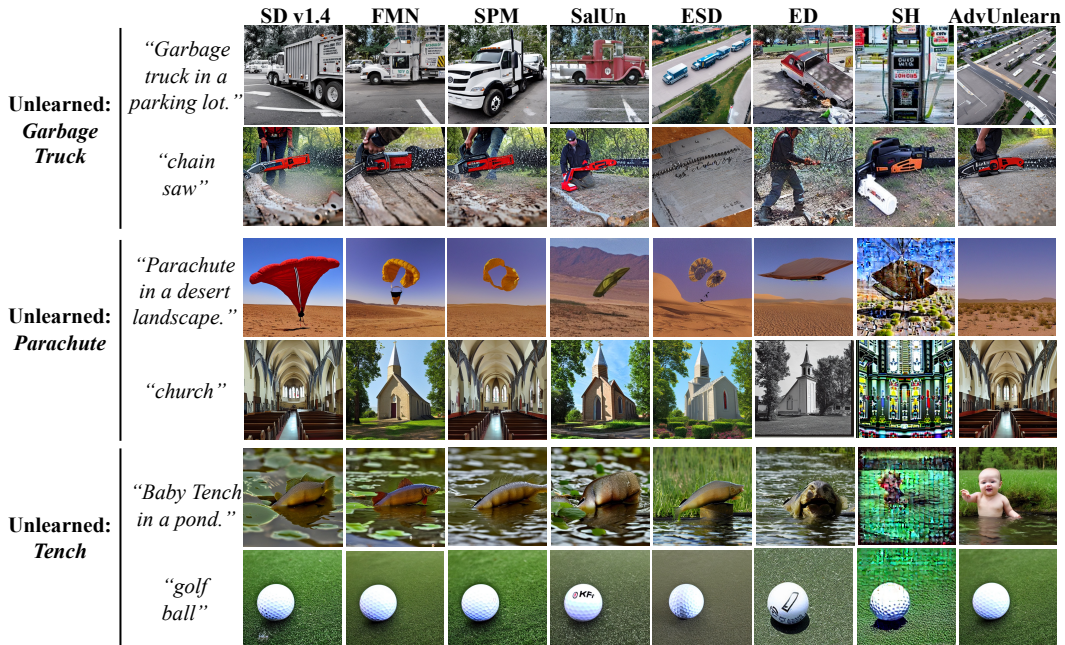 SD v1.4 FMN SPM SalUn ESD ED SH AdvUnlearn
Unlearned:
Garbage
Truck
“Garbage
truck in a
parking lot.”
“chain
saw”
Unlearned:
Parachute
“Parachute
in a desert
landscape.”
“church”
Unlearned:
Tench
“Baby Tench
in a pond.”
“golf
ball”